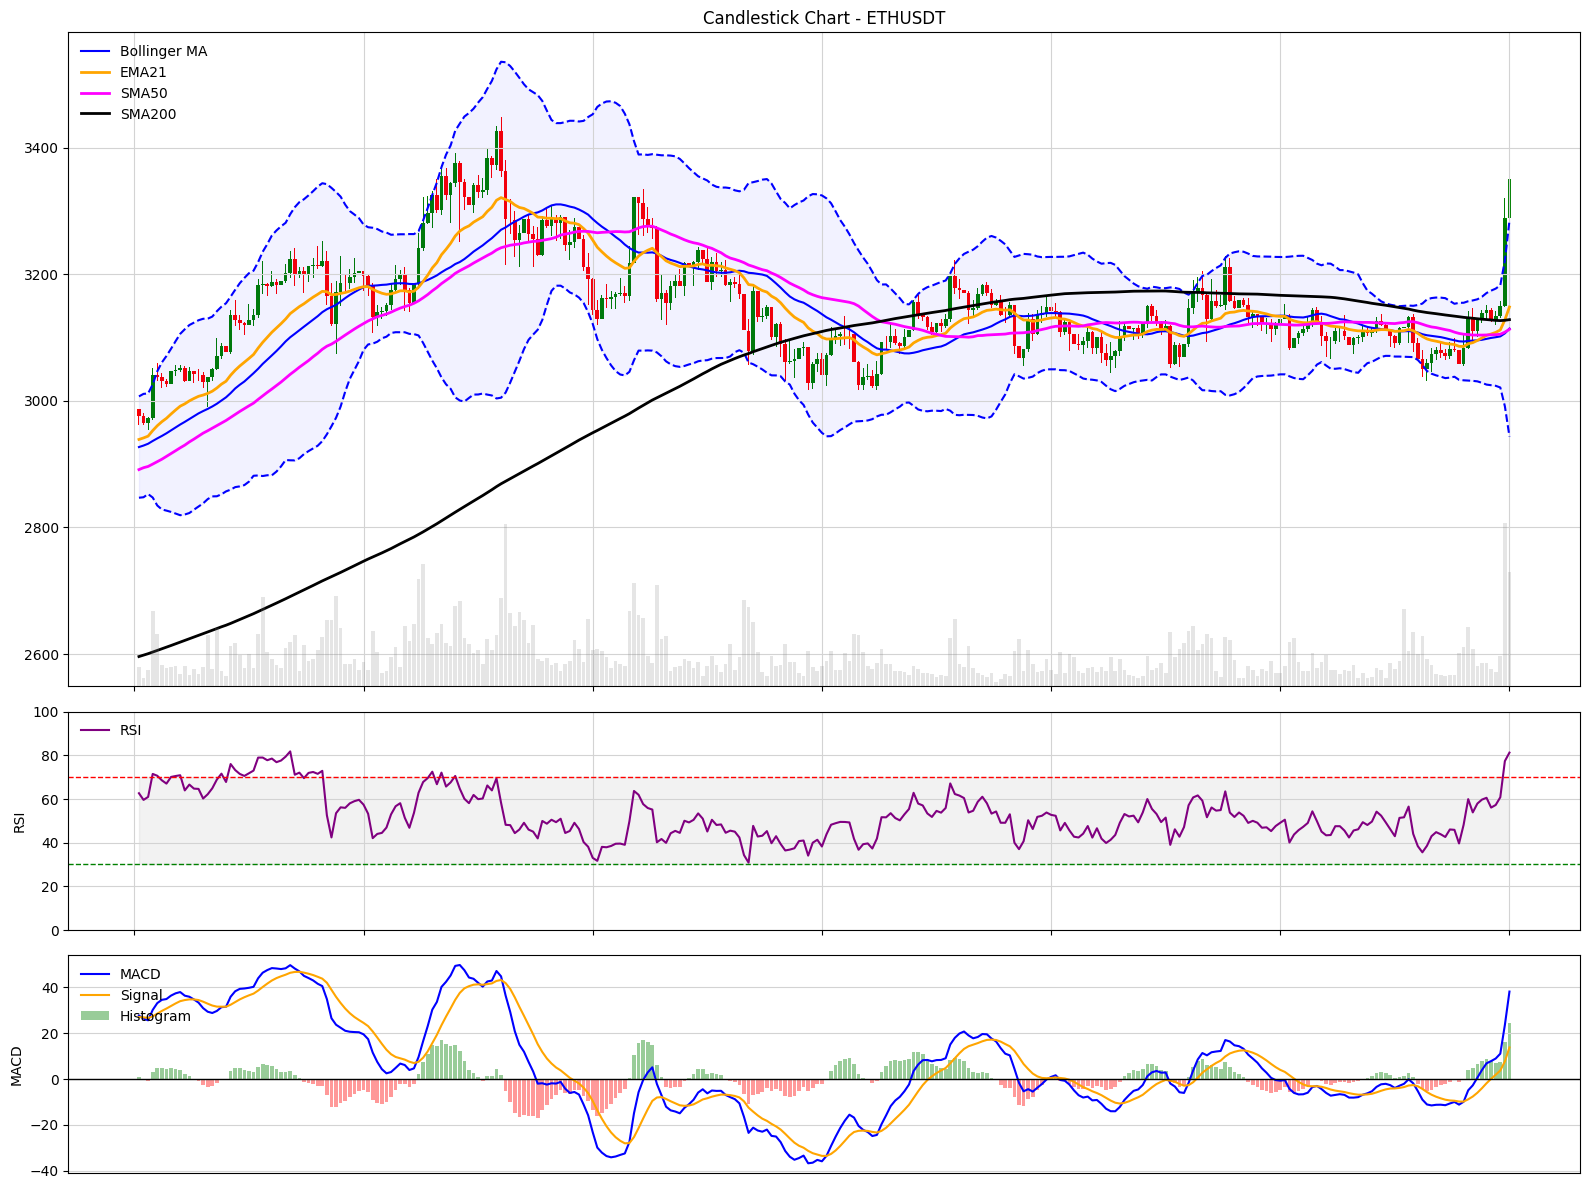 Candlestick Chart - ETHUSDT
Bollinger MA
EMA21
SMA50
SMA200
3400
3200
3000
2800
2600
100
RSI
80
60
RSI
40
20
0
MACD
40
Signal
Histogram
20
MACD
0
−20
−40